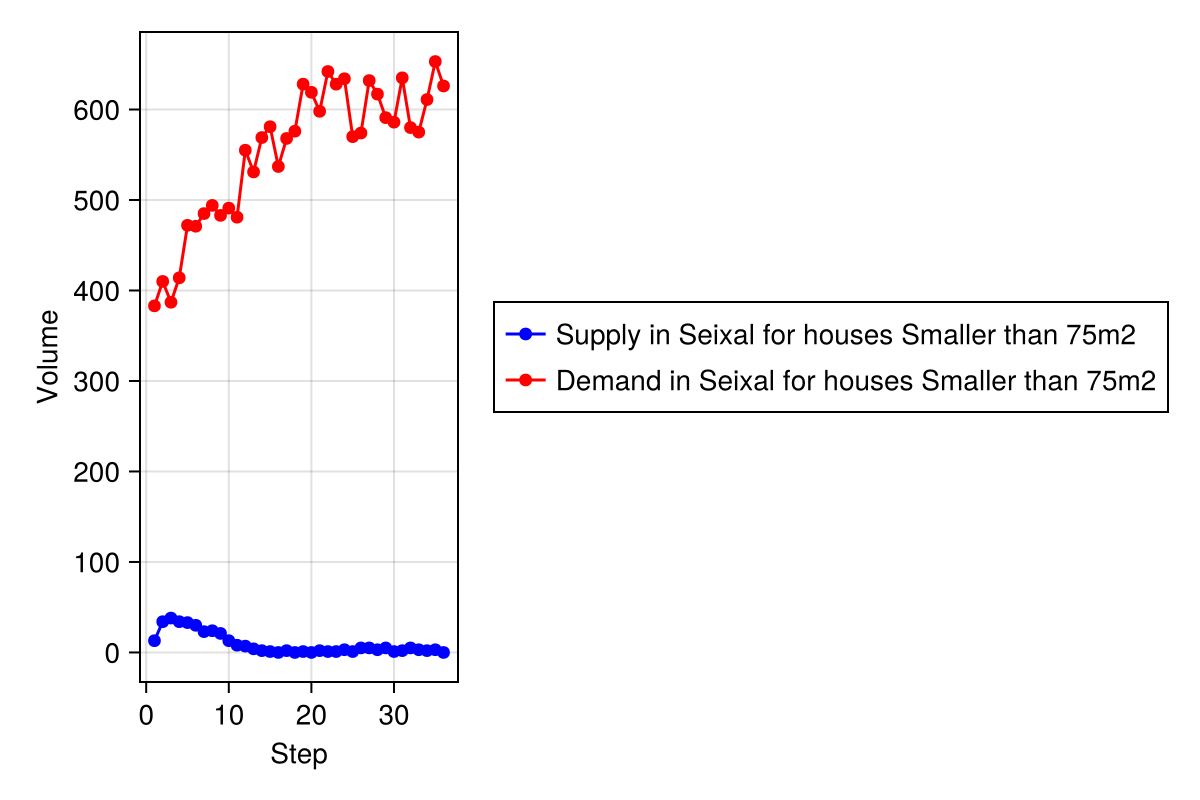 600
500
400
300
200
100
0
Volume
0 10 20 30
Step
Supply in Seixal for houses Smaller than 75m2
Demand in Seixal for houses Smaller than 75m2